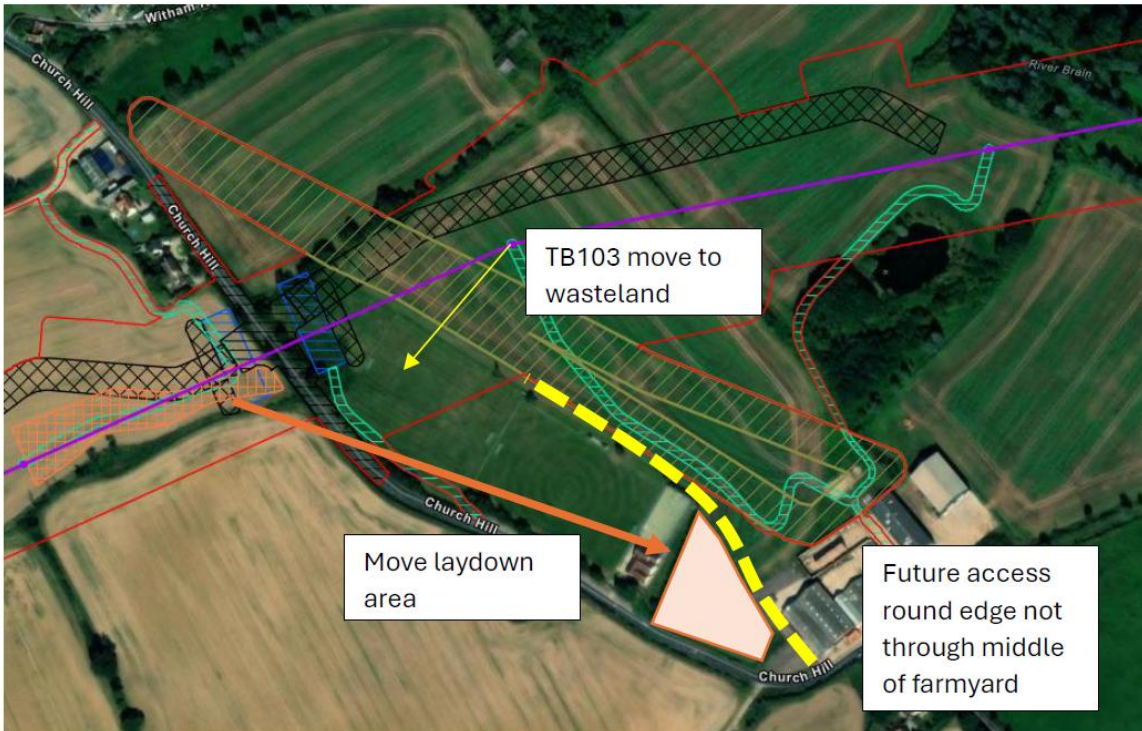 Witham R
Church Hill
River Brain
Church Hill
TB103 move to
wasteland
Church Hill
Move laydown
area
Future access
round edge not
through middle
of farmyard
Church Hill